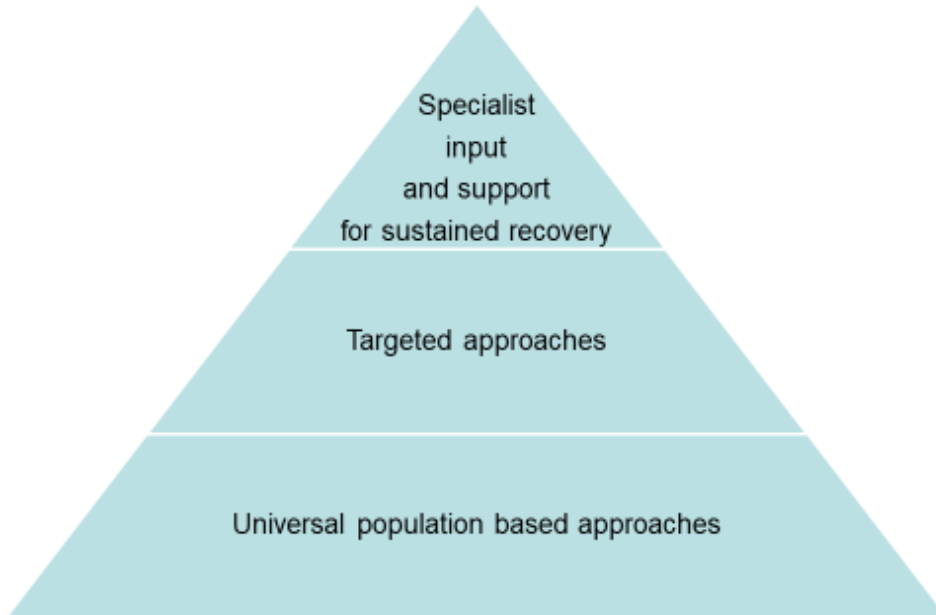 Specialist
input
and support
for sustained recovery
Targeted approaches
Universal population based approaches